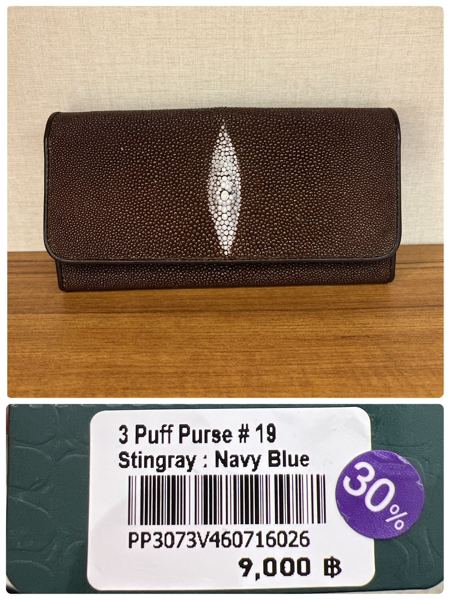 3 Puff Purse # 19
Stingray : Navy Blue
PP3073V460716026
9,000 ฿
30%